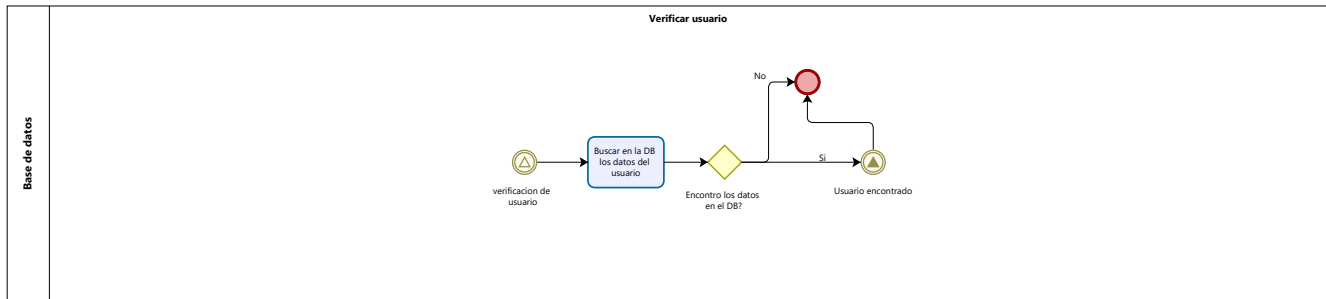 Verificar usuario
Base de datos
No
Buscar en la DB
los datos del
usuario
Si
verificacion de
usuario
Encontro los datos
en el DB?
Usuario encontrado